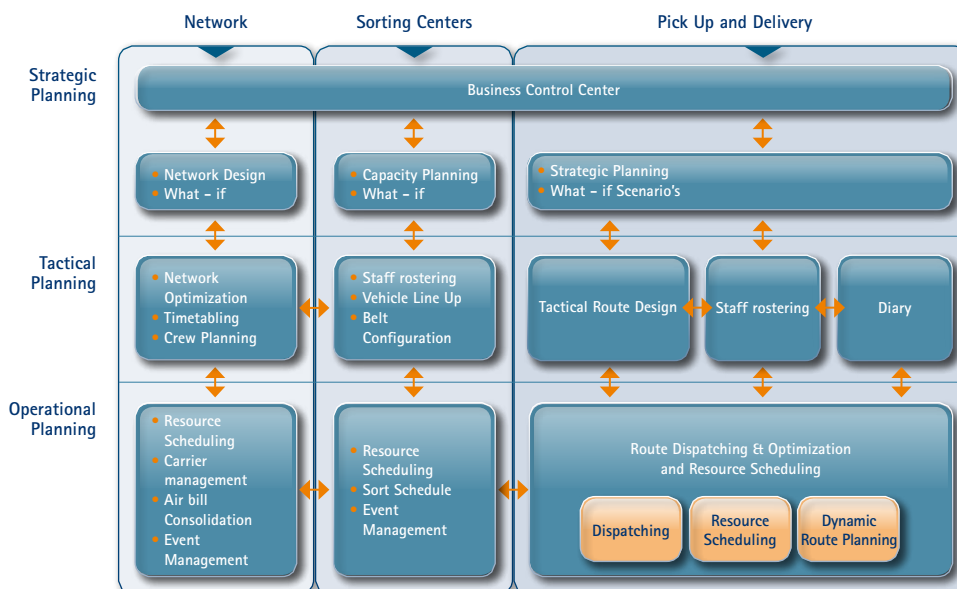 Network
Sorting Centers
Pick Up and Delivery
Strategic
Planning
Business Control Center
Network Design
What – if
Capacity Planning
What – if
Strategic Planning
What – if Scenario's
Tactical
Planning
Network
Optimization
Timetabling
Crew Planning
Staff rostering
Vehicle Line Up
Belt
Configuration
Tactical Route Design
Staff rostering
Diary
Operational
Planning
Resource
Scheduling
Carrier
management
Air bill
Consolidation
Event
Management
Resource
Scheduling
Sort Schedule
Event
Management
Route Dispatching & Optimization
and Resource Scheduling
Dispatching
Resource
Scheduling
Dynamic
Route Planning